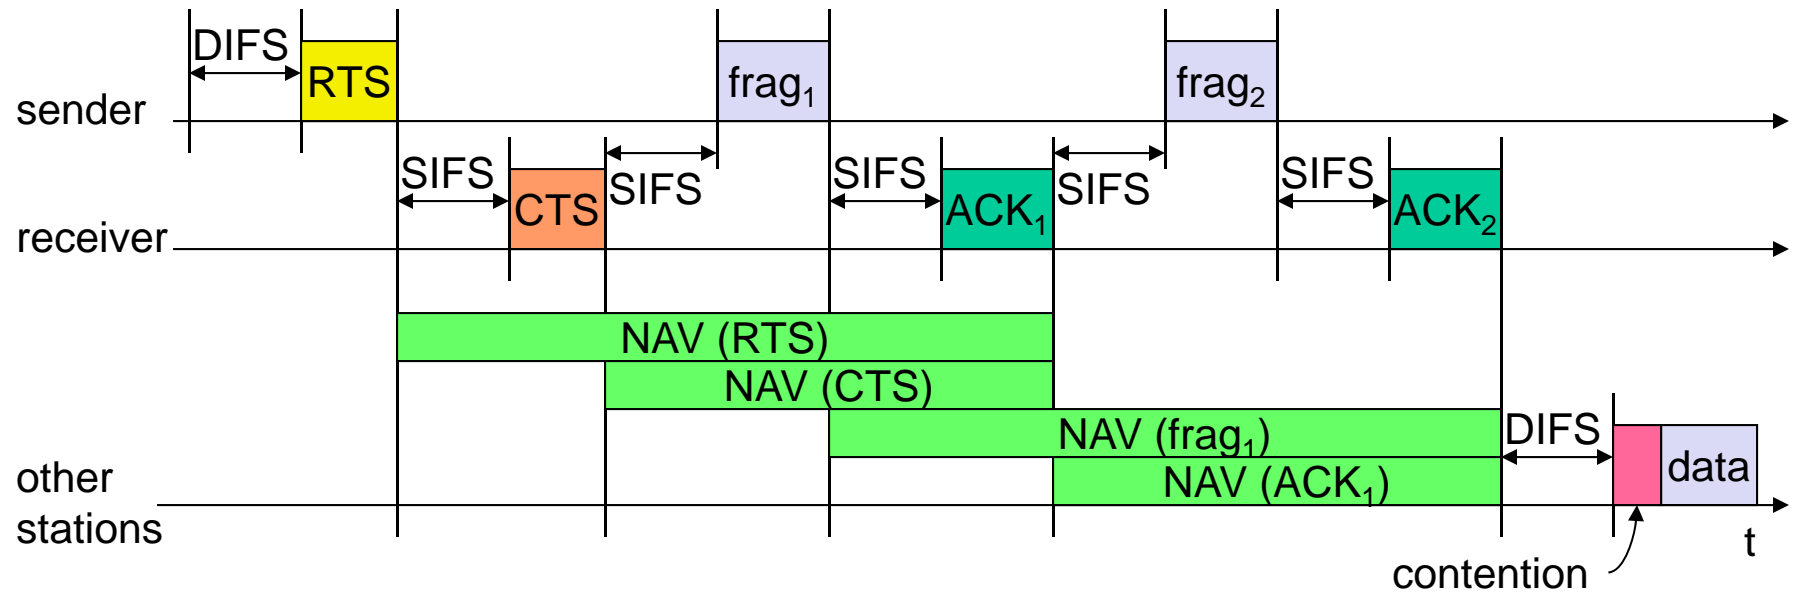 DIFS
RTS
frag₁
frag₂
sender
SIFS
CTS
SIFS
SIFS
ACK₁
SIFS
SIFS
ACK₂
receiver
NAV (RTS)
NAV (CTS)
NAV (frag₁)
DIFS
NAV (ACK₁)
data
other
stations
t
contention